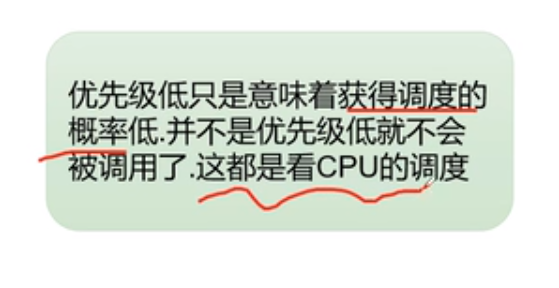 优先级低只是意味着获得调度的
概率低.并不是优先级低就不会
被调用了.这都是看CPU的调度